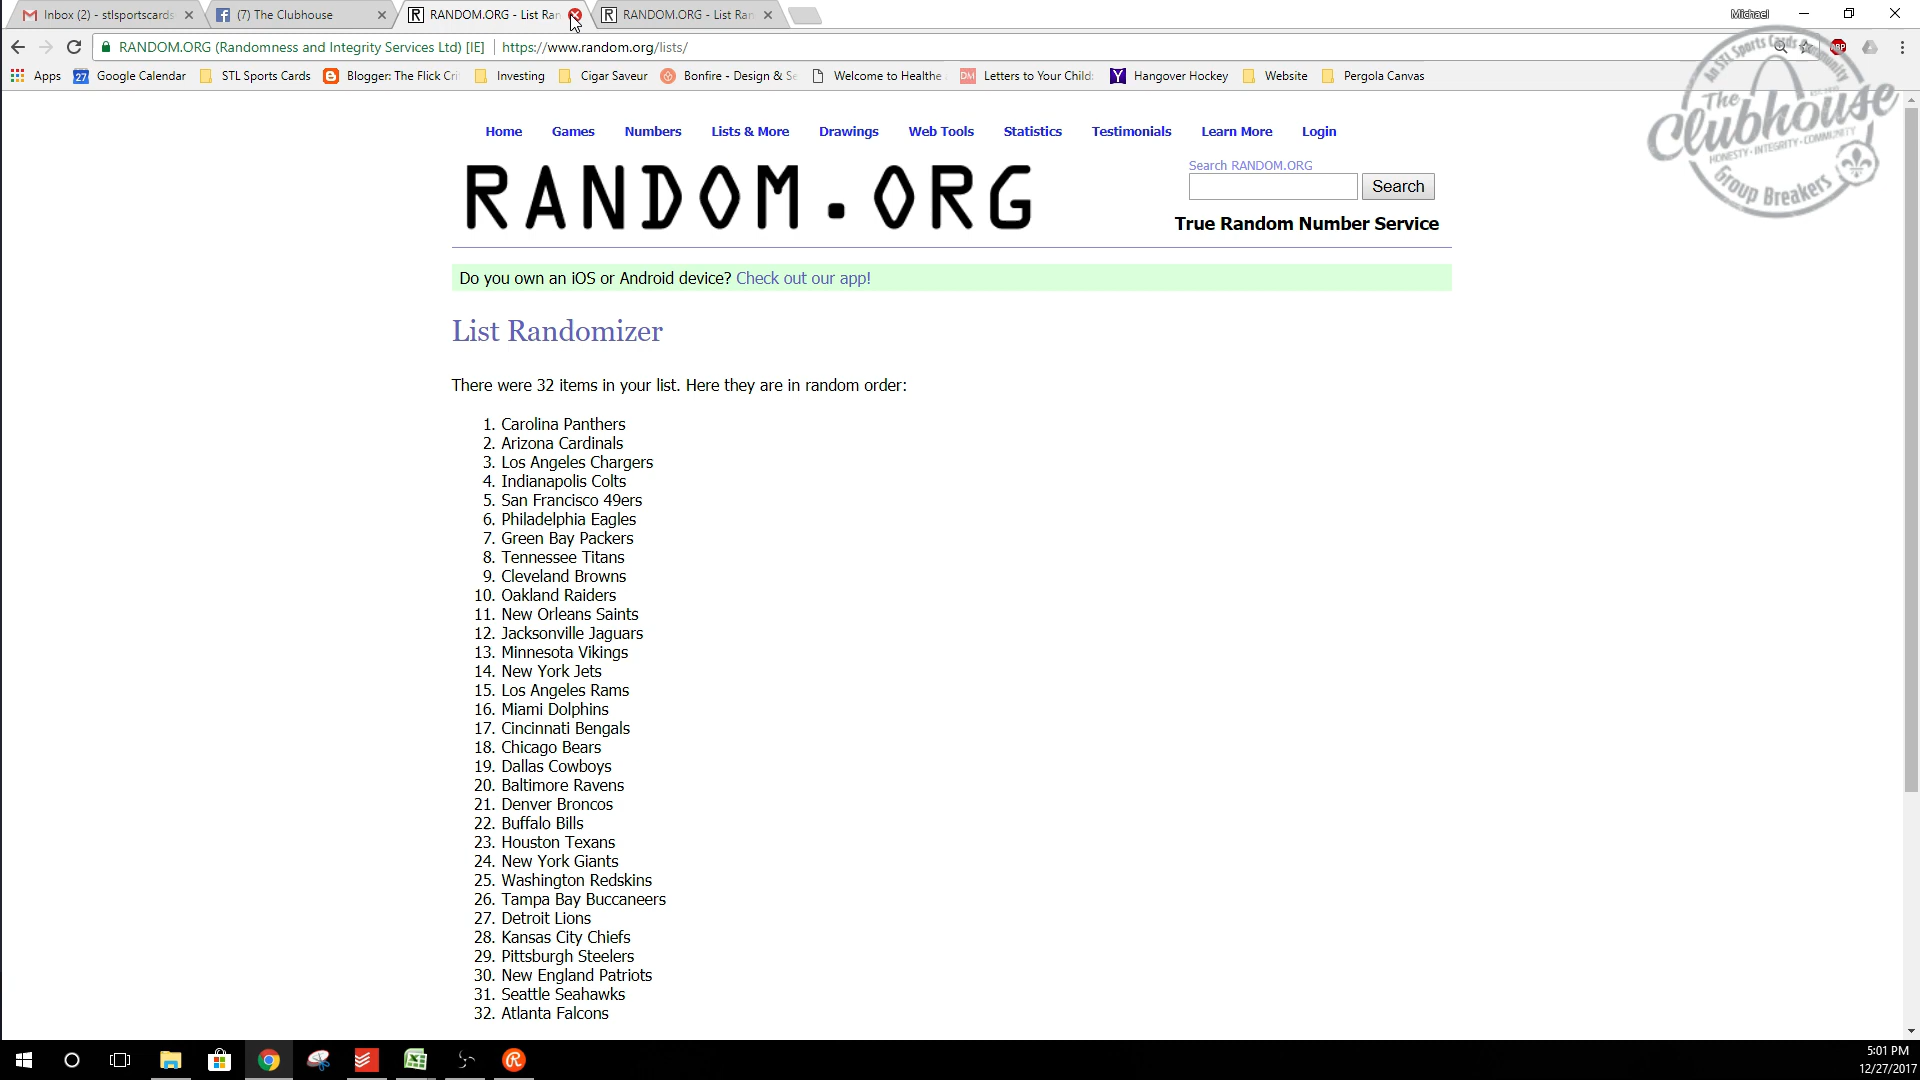 Inbox (2) - stlsportscards
(7) The Clubhouse
RANDOM.ORG - List Ran
RANDOM.ORG - List Ran
Michael
RANDOM.ORG (Randomness and Integrity Services Ltd) [IE]
https://www.random.org/lists/
ABP
Apps
27 Google Calendar
STL Sports Cards
Blogger: The Flick Cri
Investing
Cigar Saveur
Bonfire - Design & Se
Welcome to Healthe
DM Letters to Your Child:
Y Hangover Hockey
Website
Pergola Canvas
An STL Sports Cards Community
The
Clubhouse
HONESTY · INTEGRITY · COMMUNITY
Group Breakers
Home Games Numbers Lists & More Drawings Web Tools Statistics Testimonials Learn More Login
RANDOM.ORG
Search RANDOM.ORG
Search
True Random Number Service
Do you own an iOS or Android device? Check out our app!
List Randomizer
There were 32 items in your list. Here they are in random order:
1. Carolina Panthers
2. Arizona Cardinals
3. Los Angeles Chargers
4. Indianapolis Colts
5. San Francisco 49ers
6. Philadelphia Eagles
7. Green Bay Packers
8. Tennessee Titans
9. Cleveland Browns
10. Oakland Raiders
11. New Orleans Saints
12. Jacksonville Jaguars
13. Minnesota Vikings
14. New York Jets
15. Los Angeles Rams
16. Miami Dolphins
17. Cincinnati Bengals
18. Chicago Bears
19. Dallas Cowboys
20. Baltimore Ravens
21. Denver Broncos
22. Buffalo Bills
23. Houston Texans
24. New York Giants
25. Washington Redskins
26. Tampa Bay Buccaneers
27. Detroit Lions
28. Kansas City Chiefs
29. Pittsburgh Steelers
30. New England Patriots
31. Seattle Seahawks
32. Atlanta Falcons
5:01 PM
12/27/2017